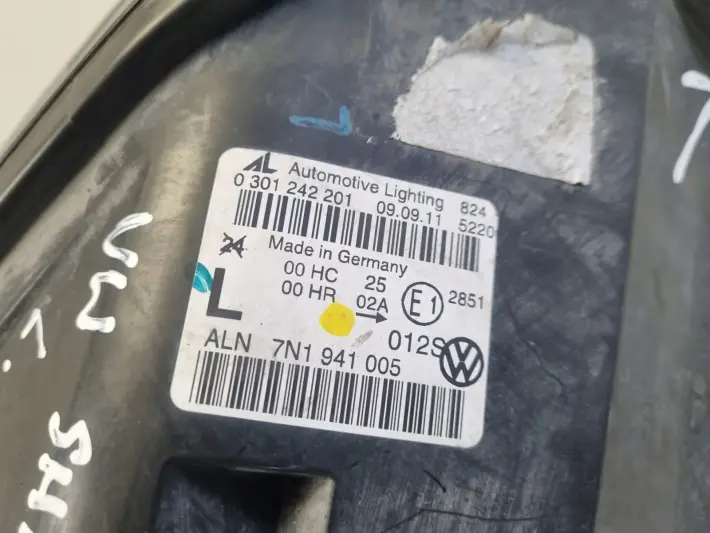 AL Automotive Lighting 824
0 301 242 201 09.09.11 5220
24 Made in Germany
00 HC 25
00 HR 02A E1 2851
L
012S VW
ALN 7N1 941 005